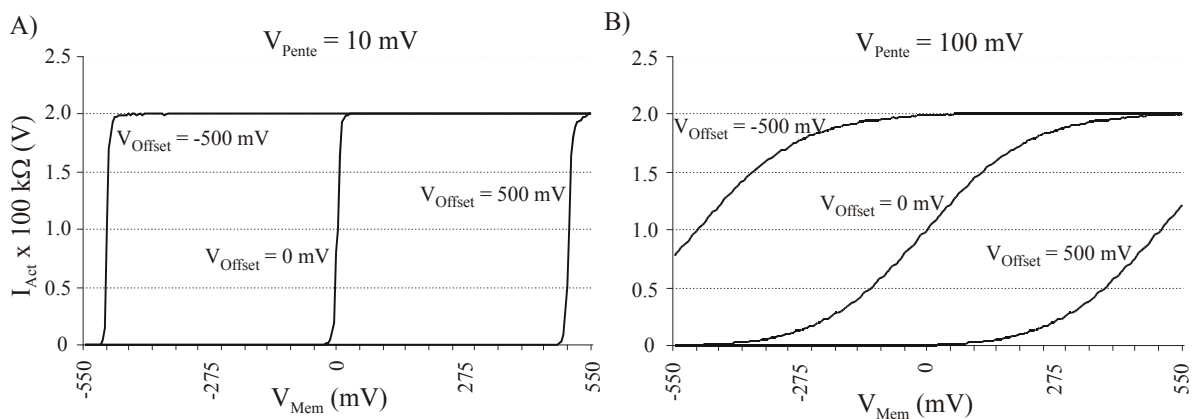 A)
V_Pente = 10 mV
2.5
2.0
1.5
1.0
0.5
0
I_Act x 100 kΩ (V)
V_Offset = -500 mV
V_Offset = 500 mV
V_Offset = 0 mV
-550
-275
0
275
550
V_Mem (mV)
B)
V_Pente = 100 mV
2.5
2.0
1.5
1.0
0.5
0
V_Offset = -500 mV
V_Offset = 0 mV
V_Offset = 500 mV
-550
-275
0
275
550
V_Mem (mV)